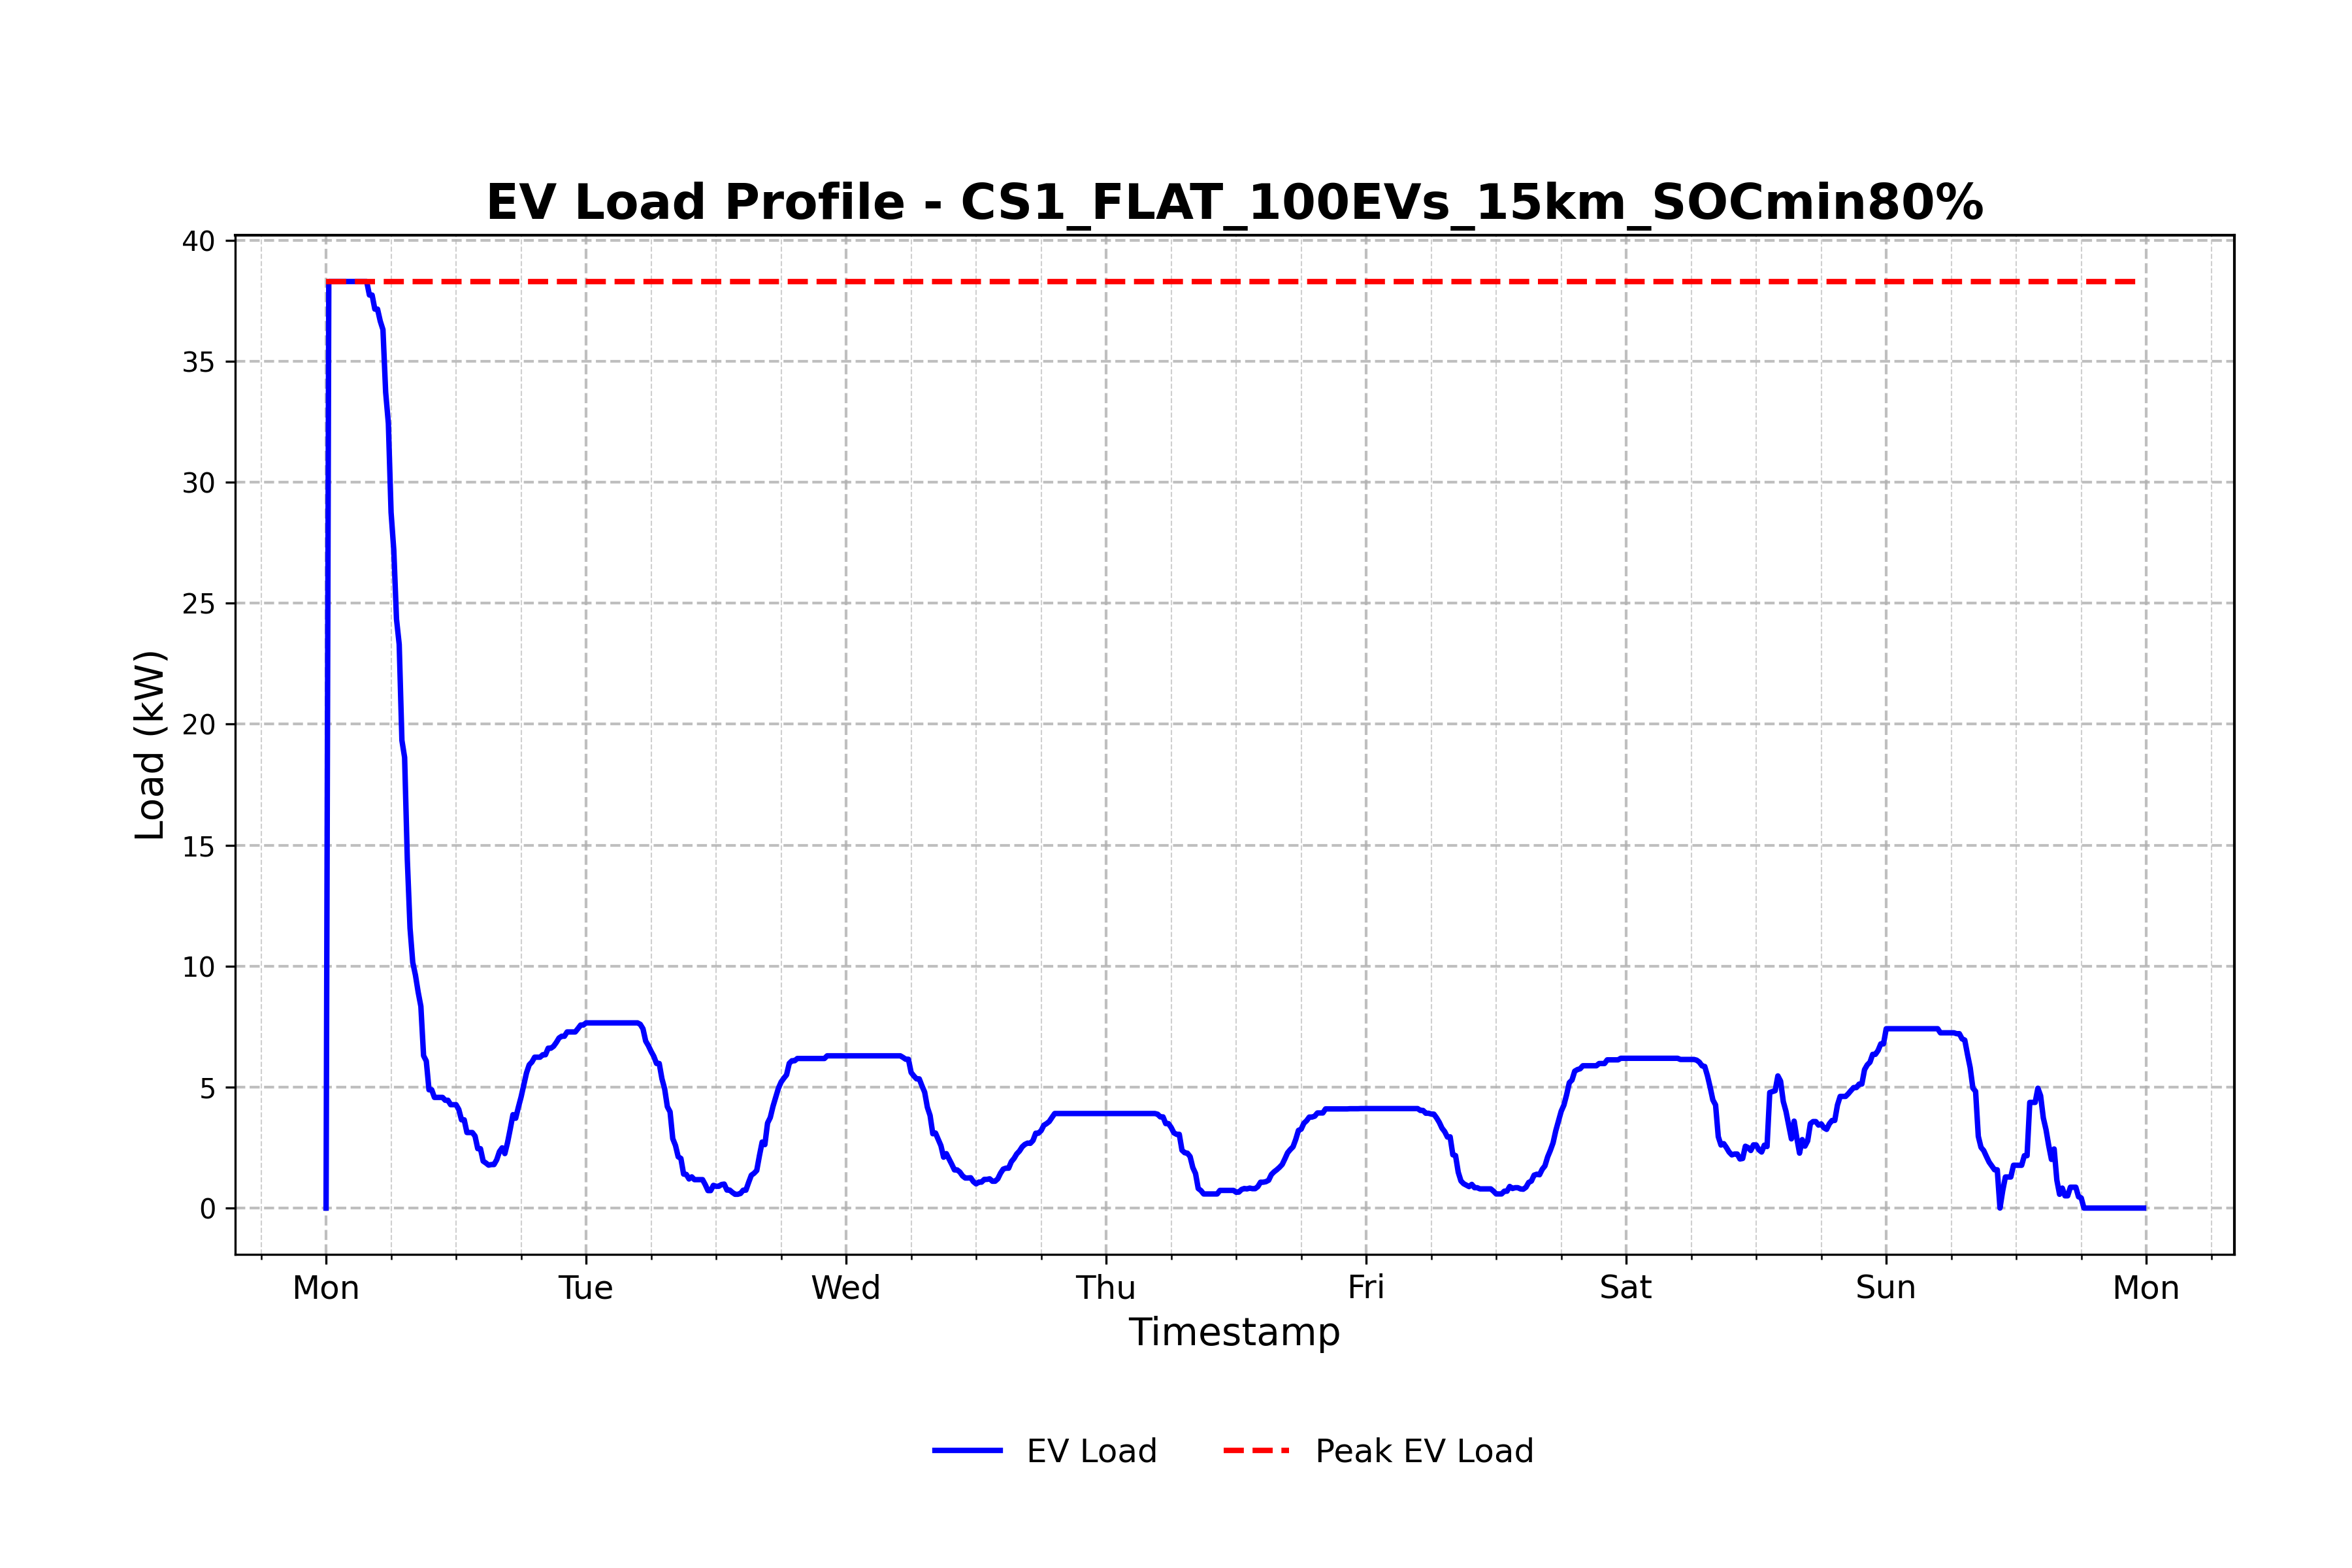 EV Load Profile - CS1_FLAT_100EVs_15km_SOCmin80%
Load (kW)
40
35
30
25
20
15
10
5
0
Mon Tue Wed Thu Fri Sat Sun Mon
Timestamp
EV Load Peak EV Load